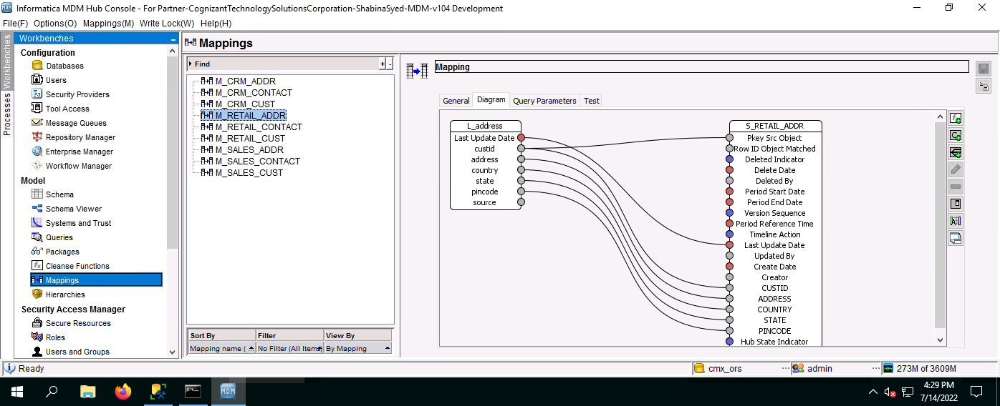 Informatica MDM Hub Console - For Partner-CognizantTechnologySolutionsCorporation-ShabinaSyed-MDM-v104 Development
File(F) Options(O) Mappings(M) Write Lock(W) Help(H)
Workbenches
Processes
Workbenches
Configuration
Databases
Users
Security Providers
Tool Access
Message Queues
Repository Manager
Enterprise Manager
Workflow Manager
Model
Schema
Schema Viewer
Systems and Trust
Queries
Packages
Cleanse Functions
Mappings
Hierarchies
Security Access Manager
Secure Resources
Roles
Users and Groups
Mappings
Find
+ -
M_CRM_ADDR
M_CRM_CONTACT
M_CRM_CUST
M_RETAIL_ADDR
M_RETAIL_CONTACT
M_RETAIL_CUST
M_SALES_ADDR
M_SALES_CONTACT
M_SALES_CUST
Sort By Filter View By
Mapping name ( No Filter (All Items) By Mapping
Mapping
General Diagram Query Parameters Test
L_address
Last Update Date
custid
address
country
state
pincode
source
S_RETAIL_ADDR
Pkey Src Object
Row ID Object Matched
Deleted Indicator
Delete Date
Deleted By
Period Start Date
Period End Date
Version Sequence
Period Reference Time
Timeline Action
Last Update Date
Updated By
Create Date
Creator
CUSTID
ADDRESS
COUNTRY
STATE
PINCODE
Hub State Indicator
Ready
cmx_ors ... admin ... 273M of 3609M
MDM
4:29 PM
7/14/2022